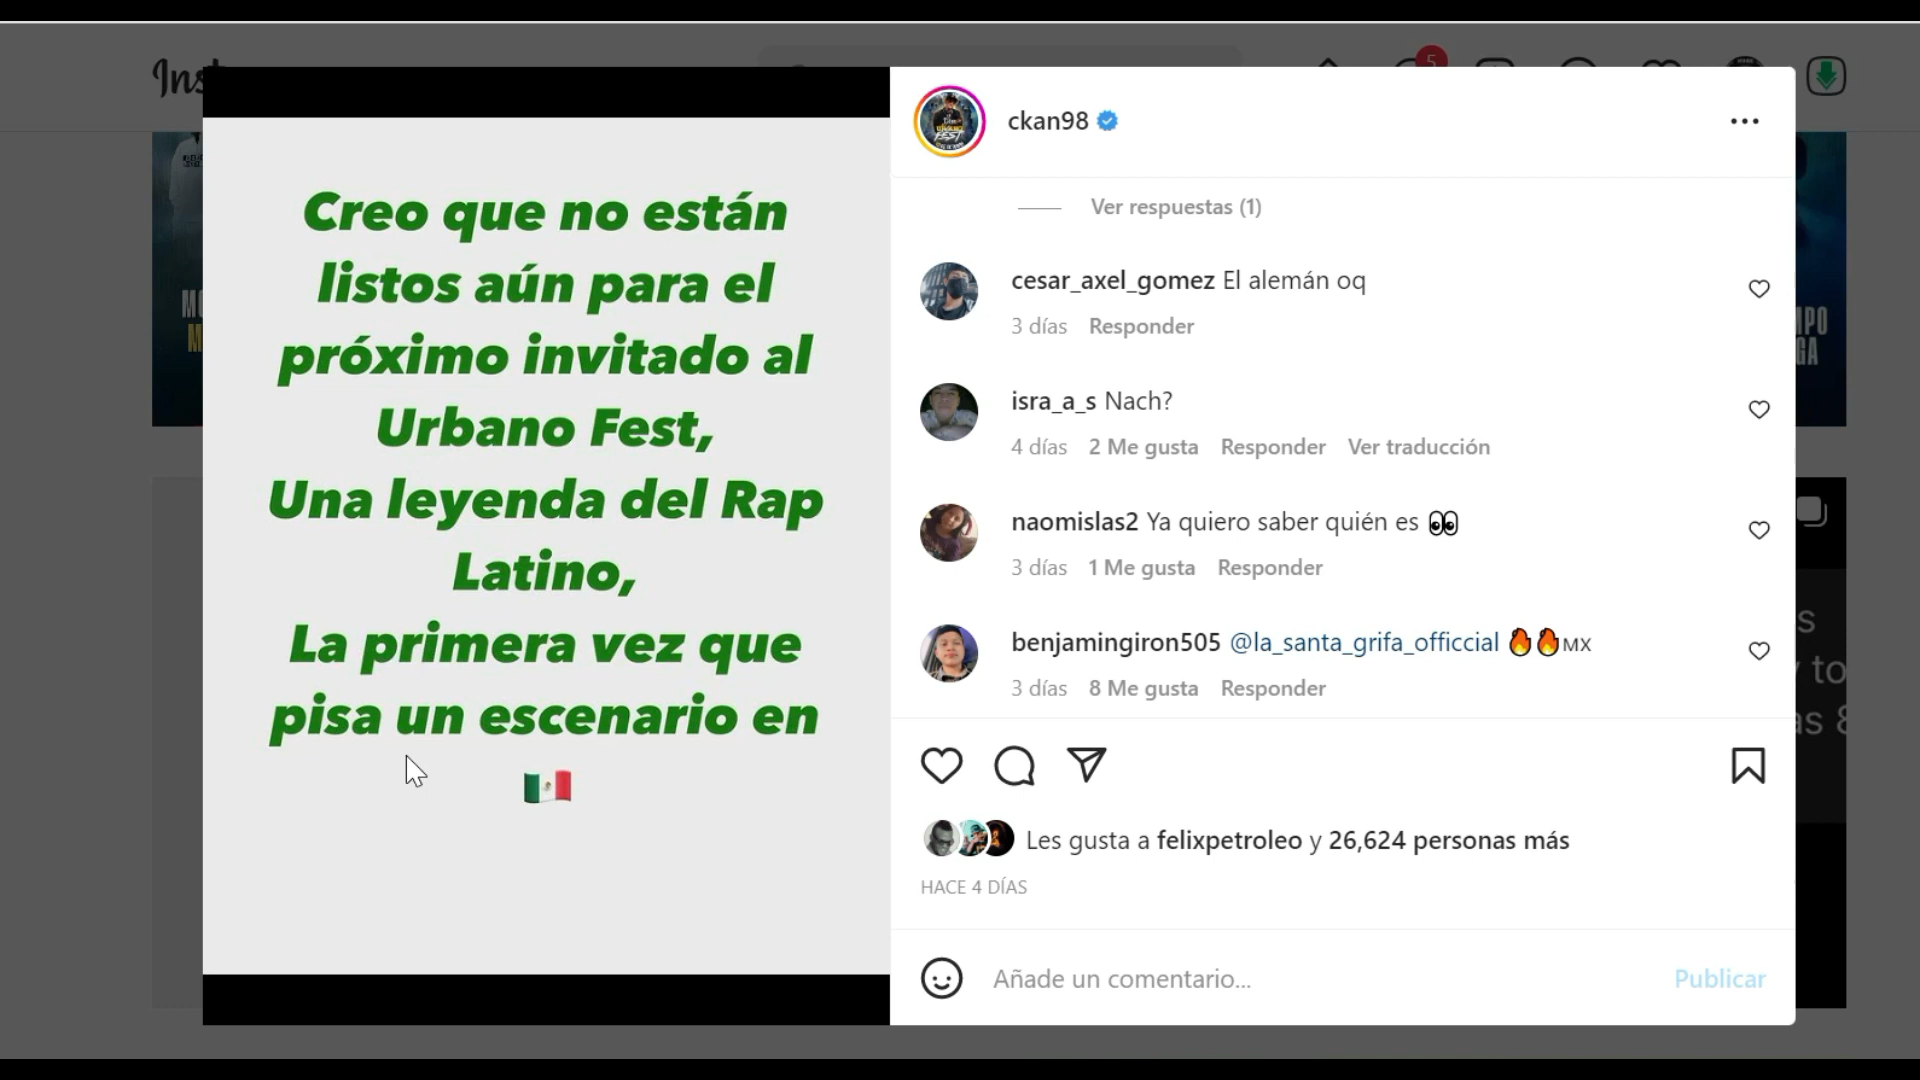 Inst
5
ckan98
Creo que no están
listos aún para el
próximo invitado al
Urbano Fest,
Una leyenda del Rap
Latino,
La primera vez que
pisa un escenario en
Ver respuestas (1)
cesar_axel_gomez El alemán oq
3 días Responder
isra_a_s Nach?
4 días 2 Me gusta Responder Ver traducción
naomislas2 Ya quiero saber quién es 👀
3 días 1 Me gusta Responder
benjamingiron505 @la_santa_grifa_officcial 🔥🔥MX
3 días 8 Me gusta Responder
Les gusta a felixpetroleo y 26,624 personas más
HACE 4 DÍAS
Añade un comentario...
Publicar